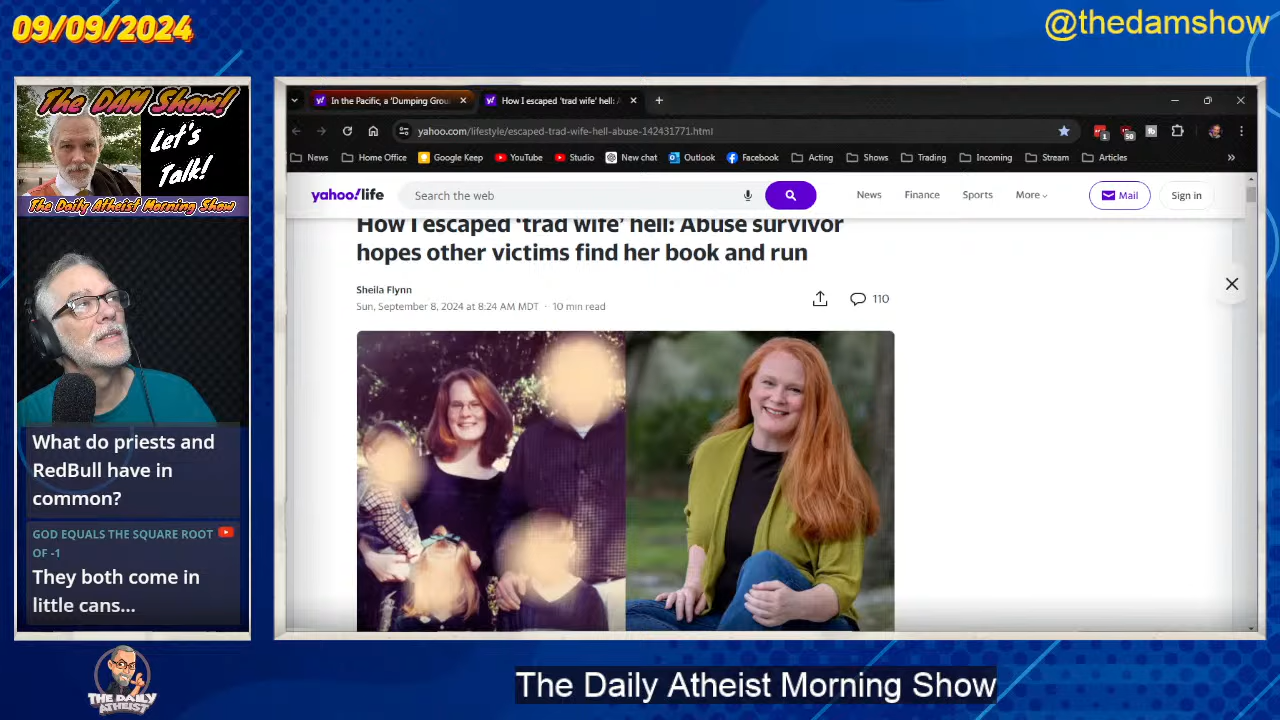 09/09/2024
@thedamshow
The DAM Show!
Let's
Talk!
The Daily Atheist Morning Show
In the Pacific, a 'Dumping Grou
How I escaped 'trad wife' hell: A
yahoo.com/lifestyle/escaped-trad-wife-hell-abuse-142431771.html
News
Home Office
Google Keep
YouTube
Studio
New chat
Outlook
Facebook
Acting
Shows
Trading
Incoming
Stream
Articles
yahoo!life
Search the web
News
Finance
Sports
More
Mail
Sign in
How I escaped 'trad wife' hell: Abuse survivor
hopes other victims find her book and run
Sheila Flynn
Sun, September 8, 2024 at 8:24 AM MDT · 10 min read
110
What do priests and
RedBull have in
common?
GOD EQUALS THE SQUARE ROOT
OF -1
They both come in
little cans...
THE DAILY
ATHEIST
The Daily Atheist Morning Show